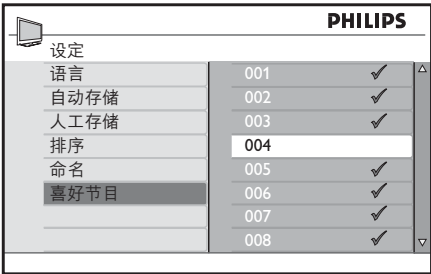 PHILIPS
设定
语言 001 ✓
自动存储 002 ✓
人工存储 003 ✓
排序 004
命名 005 ✓
喜好节目 006 ✓
007 ✓
008 ✓